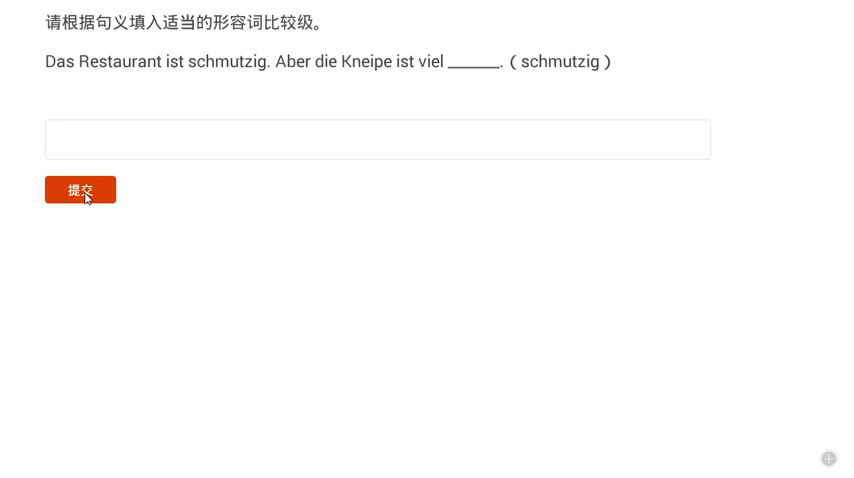 请根据句义填入适当的形容词比较级。
Das Restaurant ist schmutzig. Aber die Kneipe ist viel ______.（schmutzig）
提交